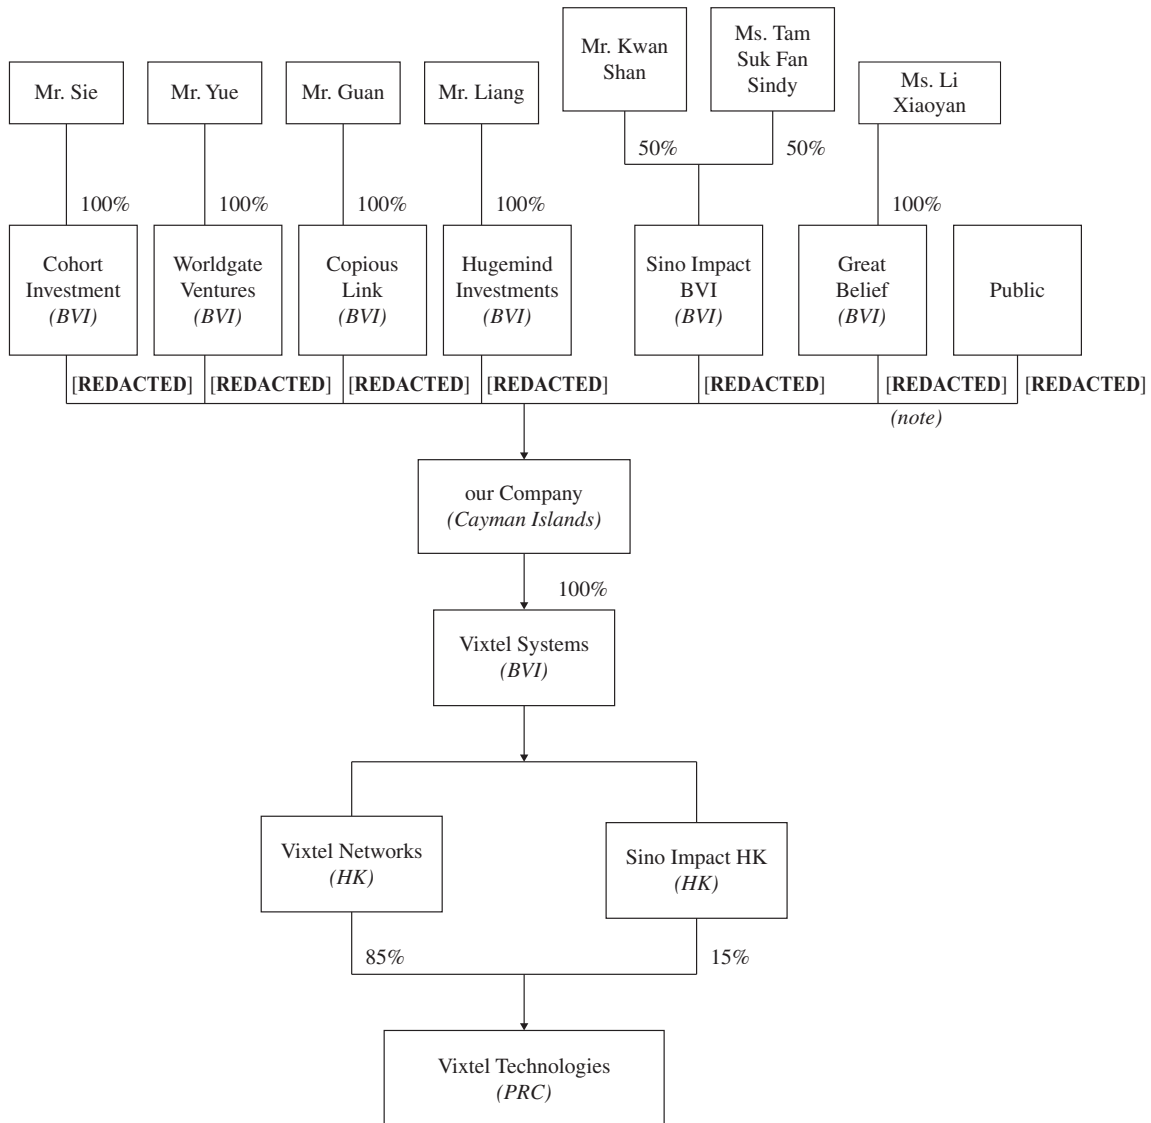 Mr. Sie
Mr. Yue
Mr. Guan
Mr. Liang
Mr. Kwan
Shan
Ms. Tam
Suk Fan
Sindy
Ms. Li
Xiaoyan
50%
50%
100%
100%
100%
100%
100%
Cohort
Investment
(BVI)
Worldgate
Ventures
(BVI)
Copious
Link
(BVI)
Hugemind
Investments
(BVI)
Sino Impact
BVI
(BVI)
Great
Belief
(BVI)
Public
[REDACTED]
[REDACTED]
[REDACTED]
[REDACTED]
[REDACTED]
[REDACTED]
[REDACTED]
(note)
our Company
(Cayman Islands)
100%
Vixtel Systems
(BVI)
Vixtel Networks
(HK)
Sino Impact HK
(HK)
85%
15%
Vixtel Technologies
(PRC)